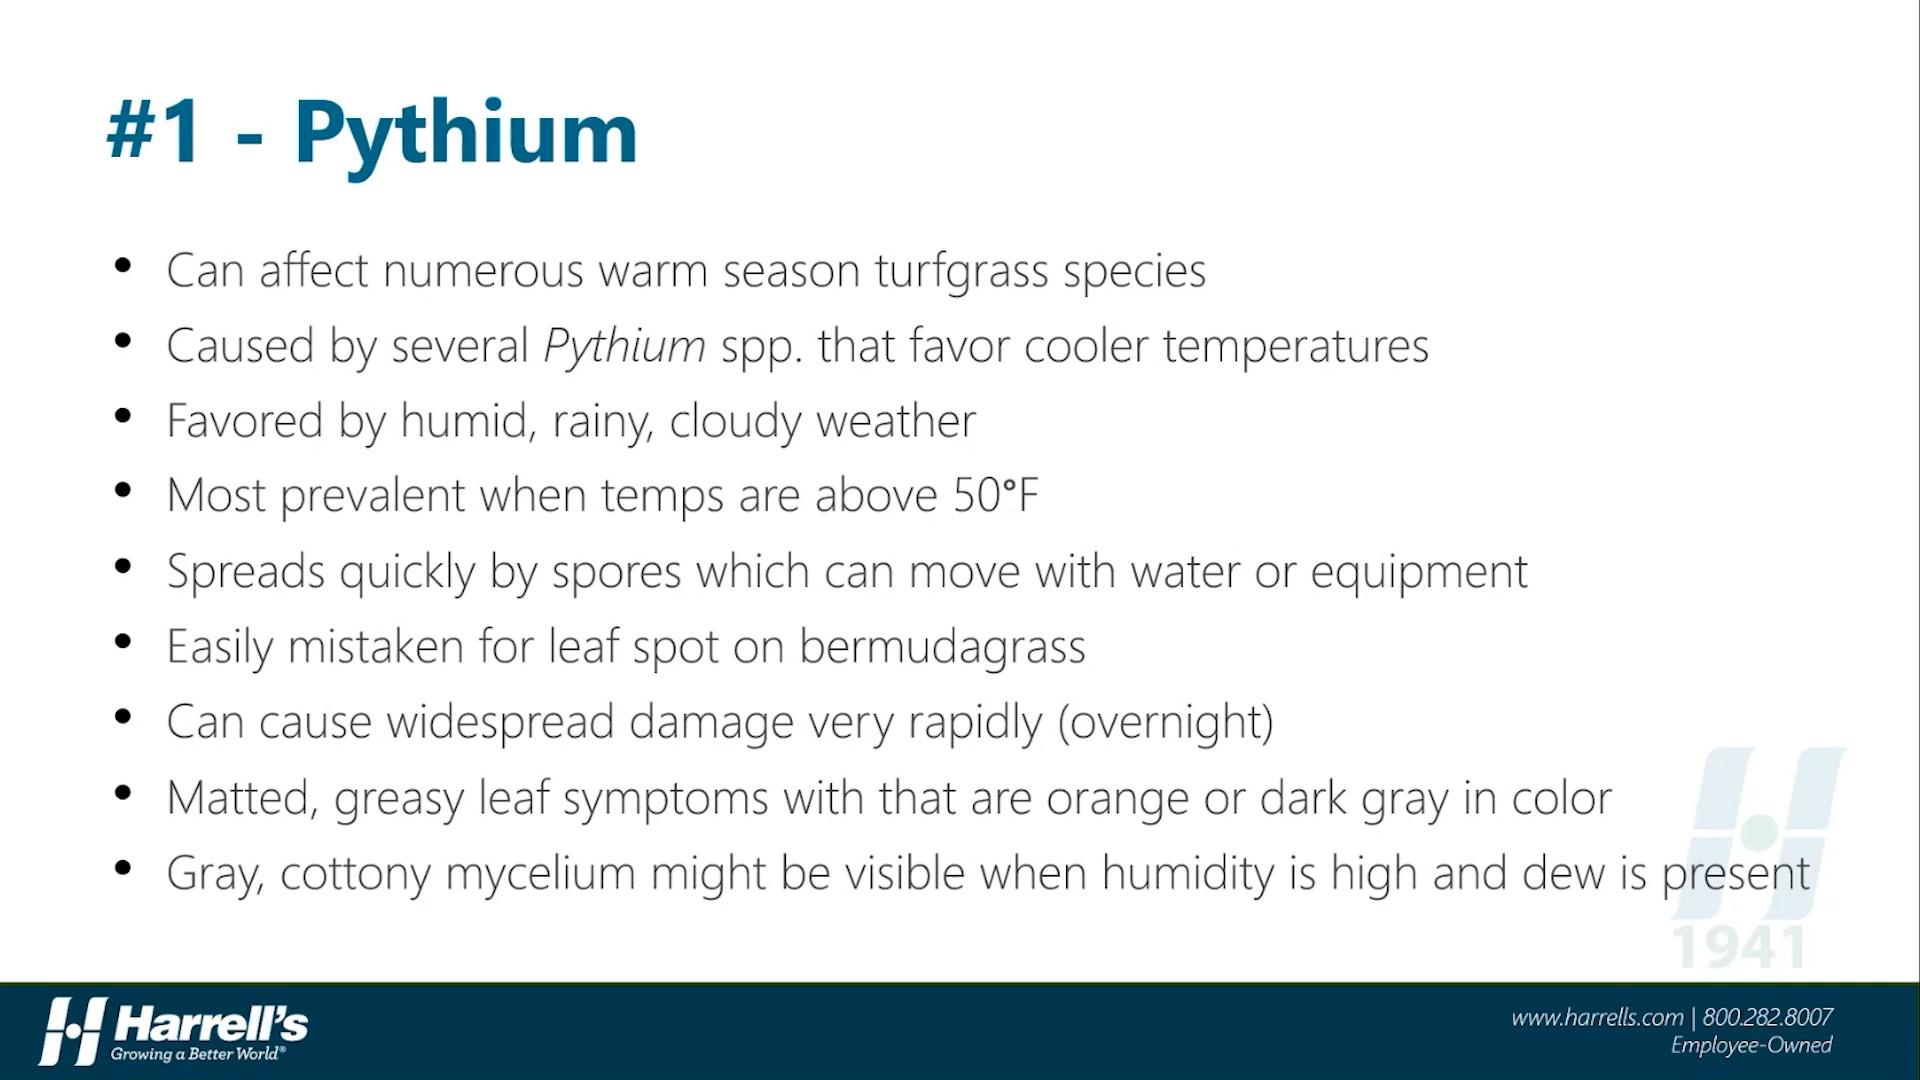 #1 - Pythium
• Can affect numerous warm season turfgrass species
• Caused by several Pythium spp. that favor cooler temperatures
• Favored by humid, rainy, cloudy weather
• Most prevalent when temps are above 50°F
• Spreads quickly by spores which can move with water or equipment
• Easily mistaken for leaf spot on bermudagrass
• Can cause widespread damage very rapidly (overnight)
• Matted, greasy leaf symptoms with that are orange or dark gray in color
• Gray, cottony mycelium might be visible when humidity is high and dew is present
1941
Harrell's
Growing a Better World®
www.harrells.com | 800.282.8007
Employee-Owned